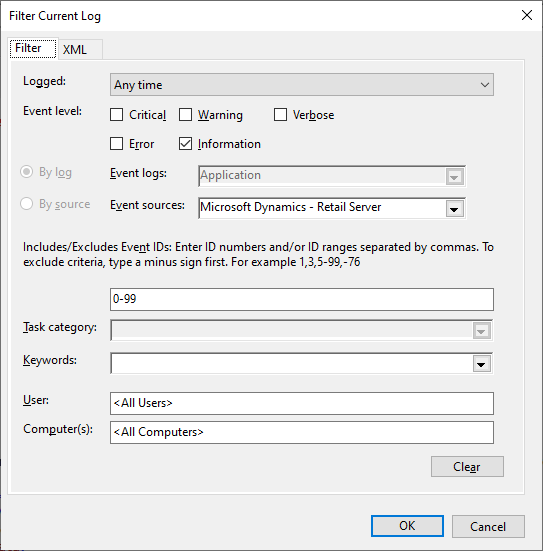 Filter Current Log
Filter XML
Logged: Any time
Event level: Critical Warning Verbose
Error Information
By log Event logs: Application
By source Event sources: Microsoft Dynamics - Retail Server
Includes/Excludes Event IDs: Enter ID numbers and/or ID ranges separated by commas. To
exclude criteria, type a minus sign first. For example 1,3,5-99,-76
0-99
Task category:
Keywords:
User: <All Users>
Computer(s): <All Computers>
Clear
OK Cancel